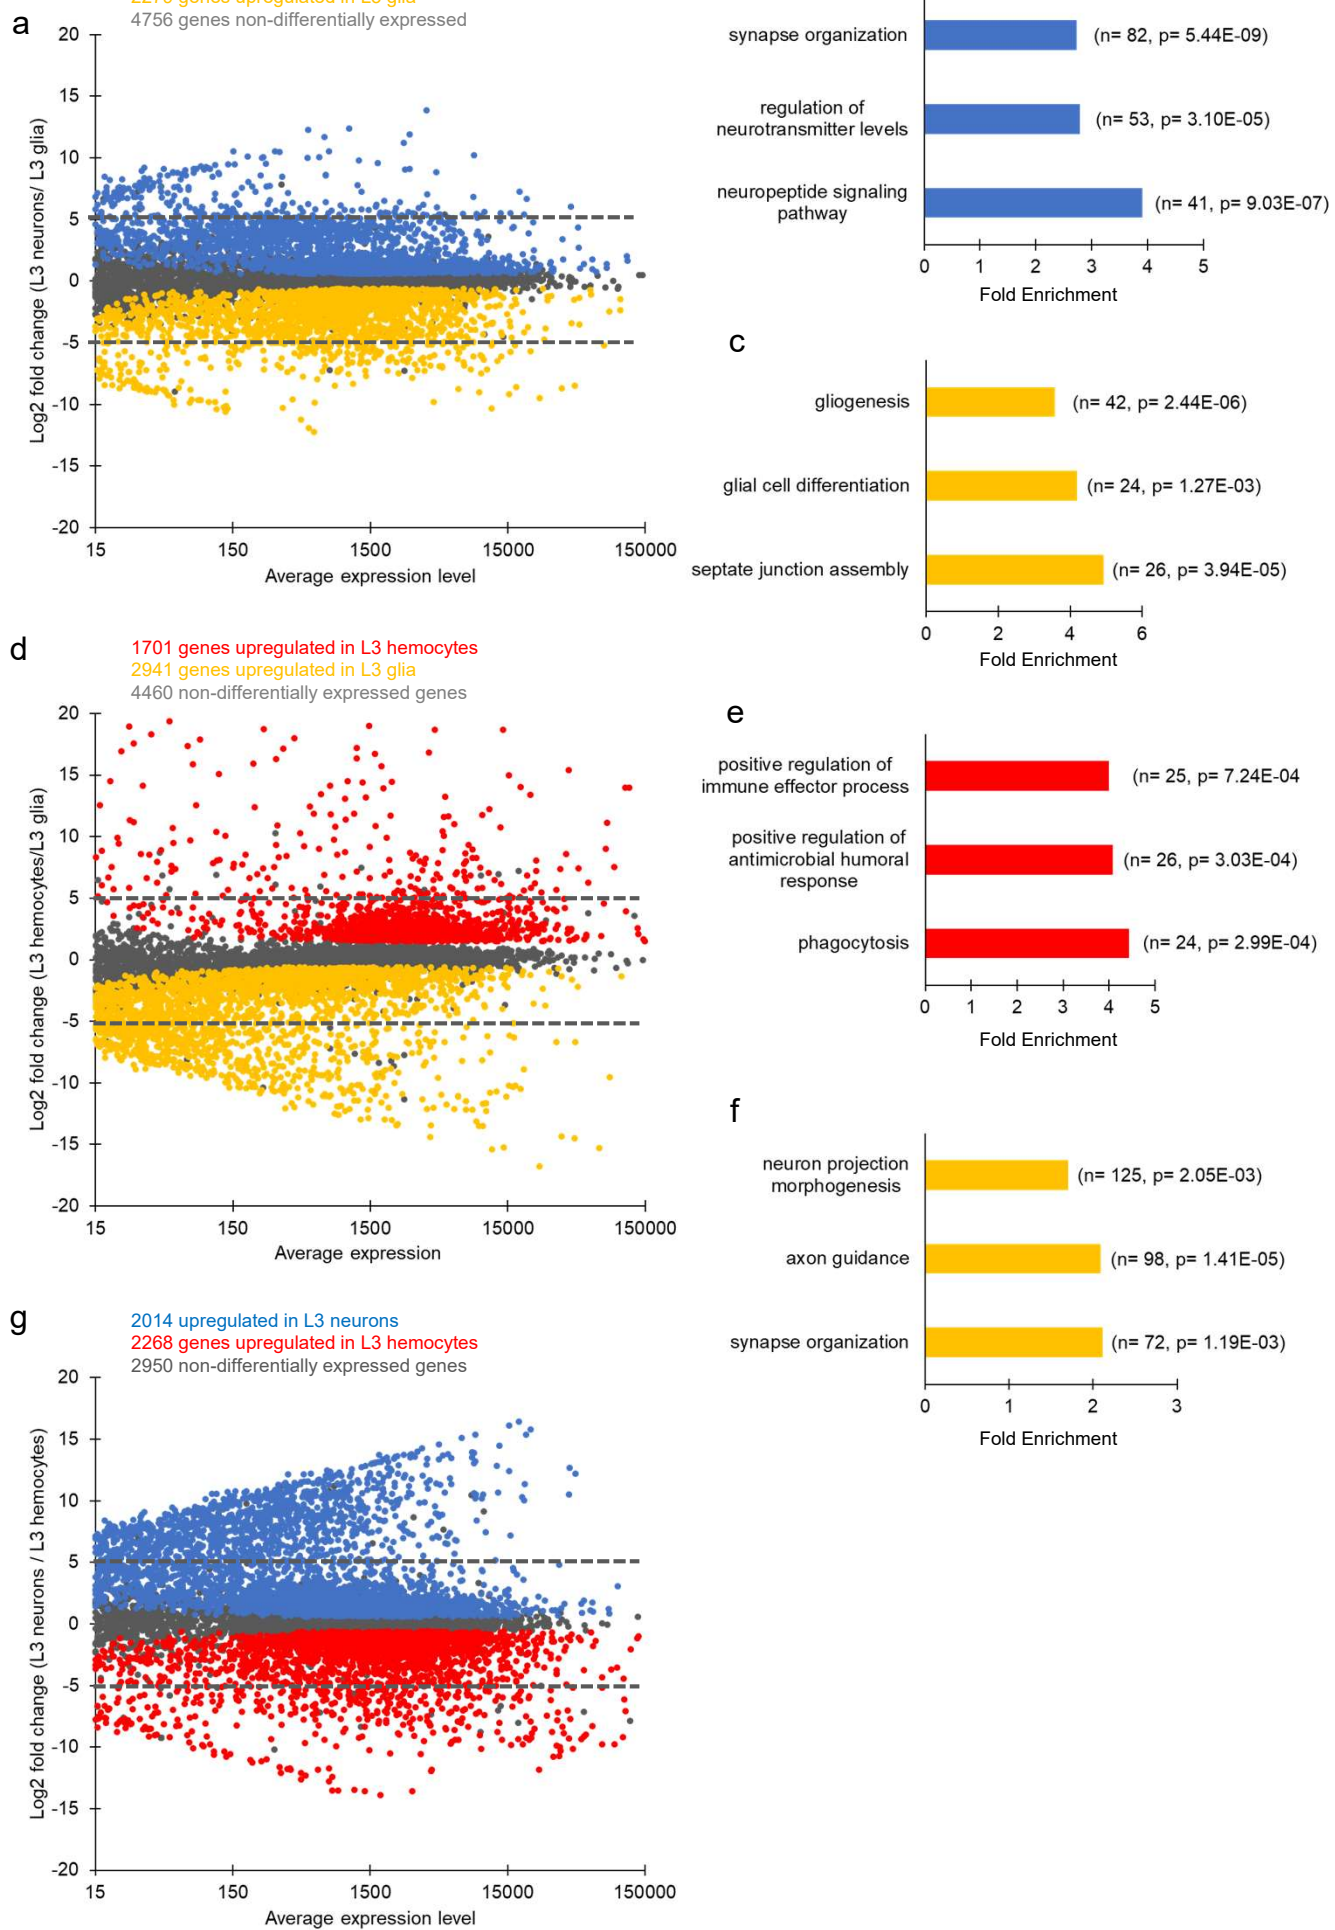 a
4756 genes non-differentially expressed
20
15
10
5
0
-5
-10
-15
-20
Log2 fold change (L3 neurons/ L3 glia)
15 150 1500 15000 150000
Average expression level
synapse organization
(n= 82, p= 5.44E-09)
regulation of
neurotransmitter levels
(n= 53, p= 3.10E-05)
neuropeptide signaling
pathway
(n= 41, p= 9.03E-07)
0 1 2 3 4 5
Fold Enrichment
c
gliogenesis
(n= 42, p= 2.44E-06)
glial cell differentiation
(n= 24, p= 1.27E-03)
septate junction assembly
(n= 26, p= 3.94E-05)
0 2 4 6
Fold Enrichment
d
1701 genes upregulated in L3 hemocytes
2941 genes upregulated in L3 glia
4460 non-differentially expressed genes
20
15
10
5
0
-5
-10
-15
-20
Log2 fold change (L3 hemocytes/L3 glia)
15 150 1500 15000 150000
Average expression
e
positive regulation of
immune effector process
(n= 25, p= 7.24E-04
positive regulation of
antimicrobial humoral
response
(n= 26, p= 3.03E-04)
phagocytosis
(n= 24, p= 2.99E-04)
0 1 2 3 4 5
Fold Enrichment
f
neuron projection
morphogenesis
(n= 125, p= 2.05E-03)
axon guidance
(n= 98, p= 1.41E-05)
synapse organization
(n= 72, p= 1.19E-03)
0 1 2 3
Fold Enrichment
g
2014 upregulated in L3 neurons
2268 genes upregulated in L3 hemocytes
2950 non-differentially expressed genes
20
15
10
5
0
-5
-10
-15
-20
Log2 fold change (L3 neurons / L3 hemocytes)
15 150 1500 15000 150000
Average expression level